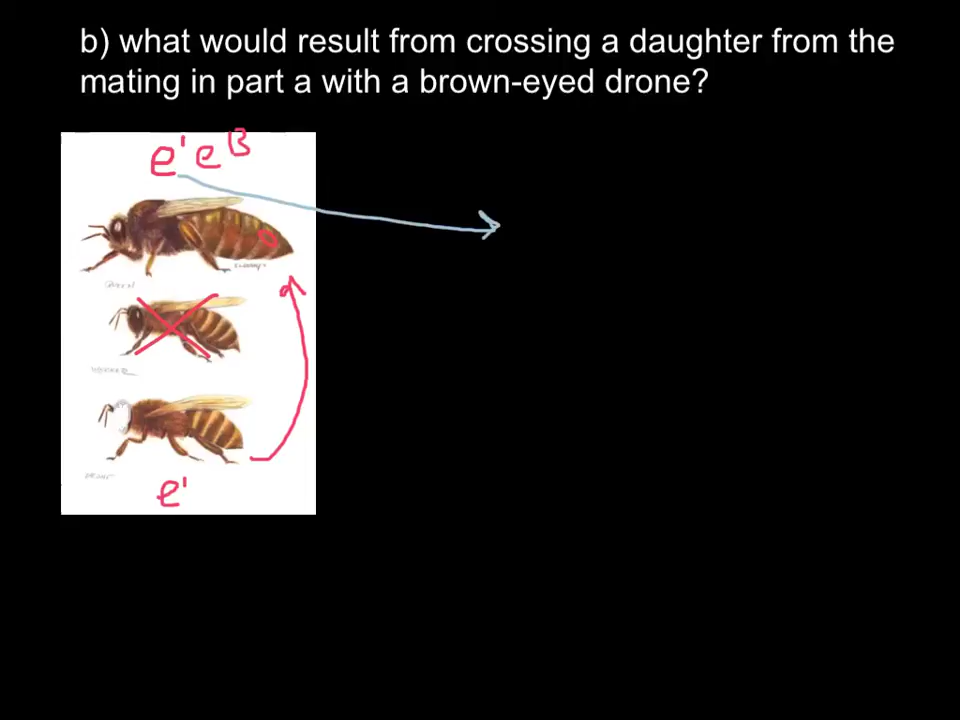 b) what would result from crossing a daughter from the
mating in part a with a brown-eyed drone?
e' e B
e'